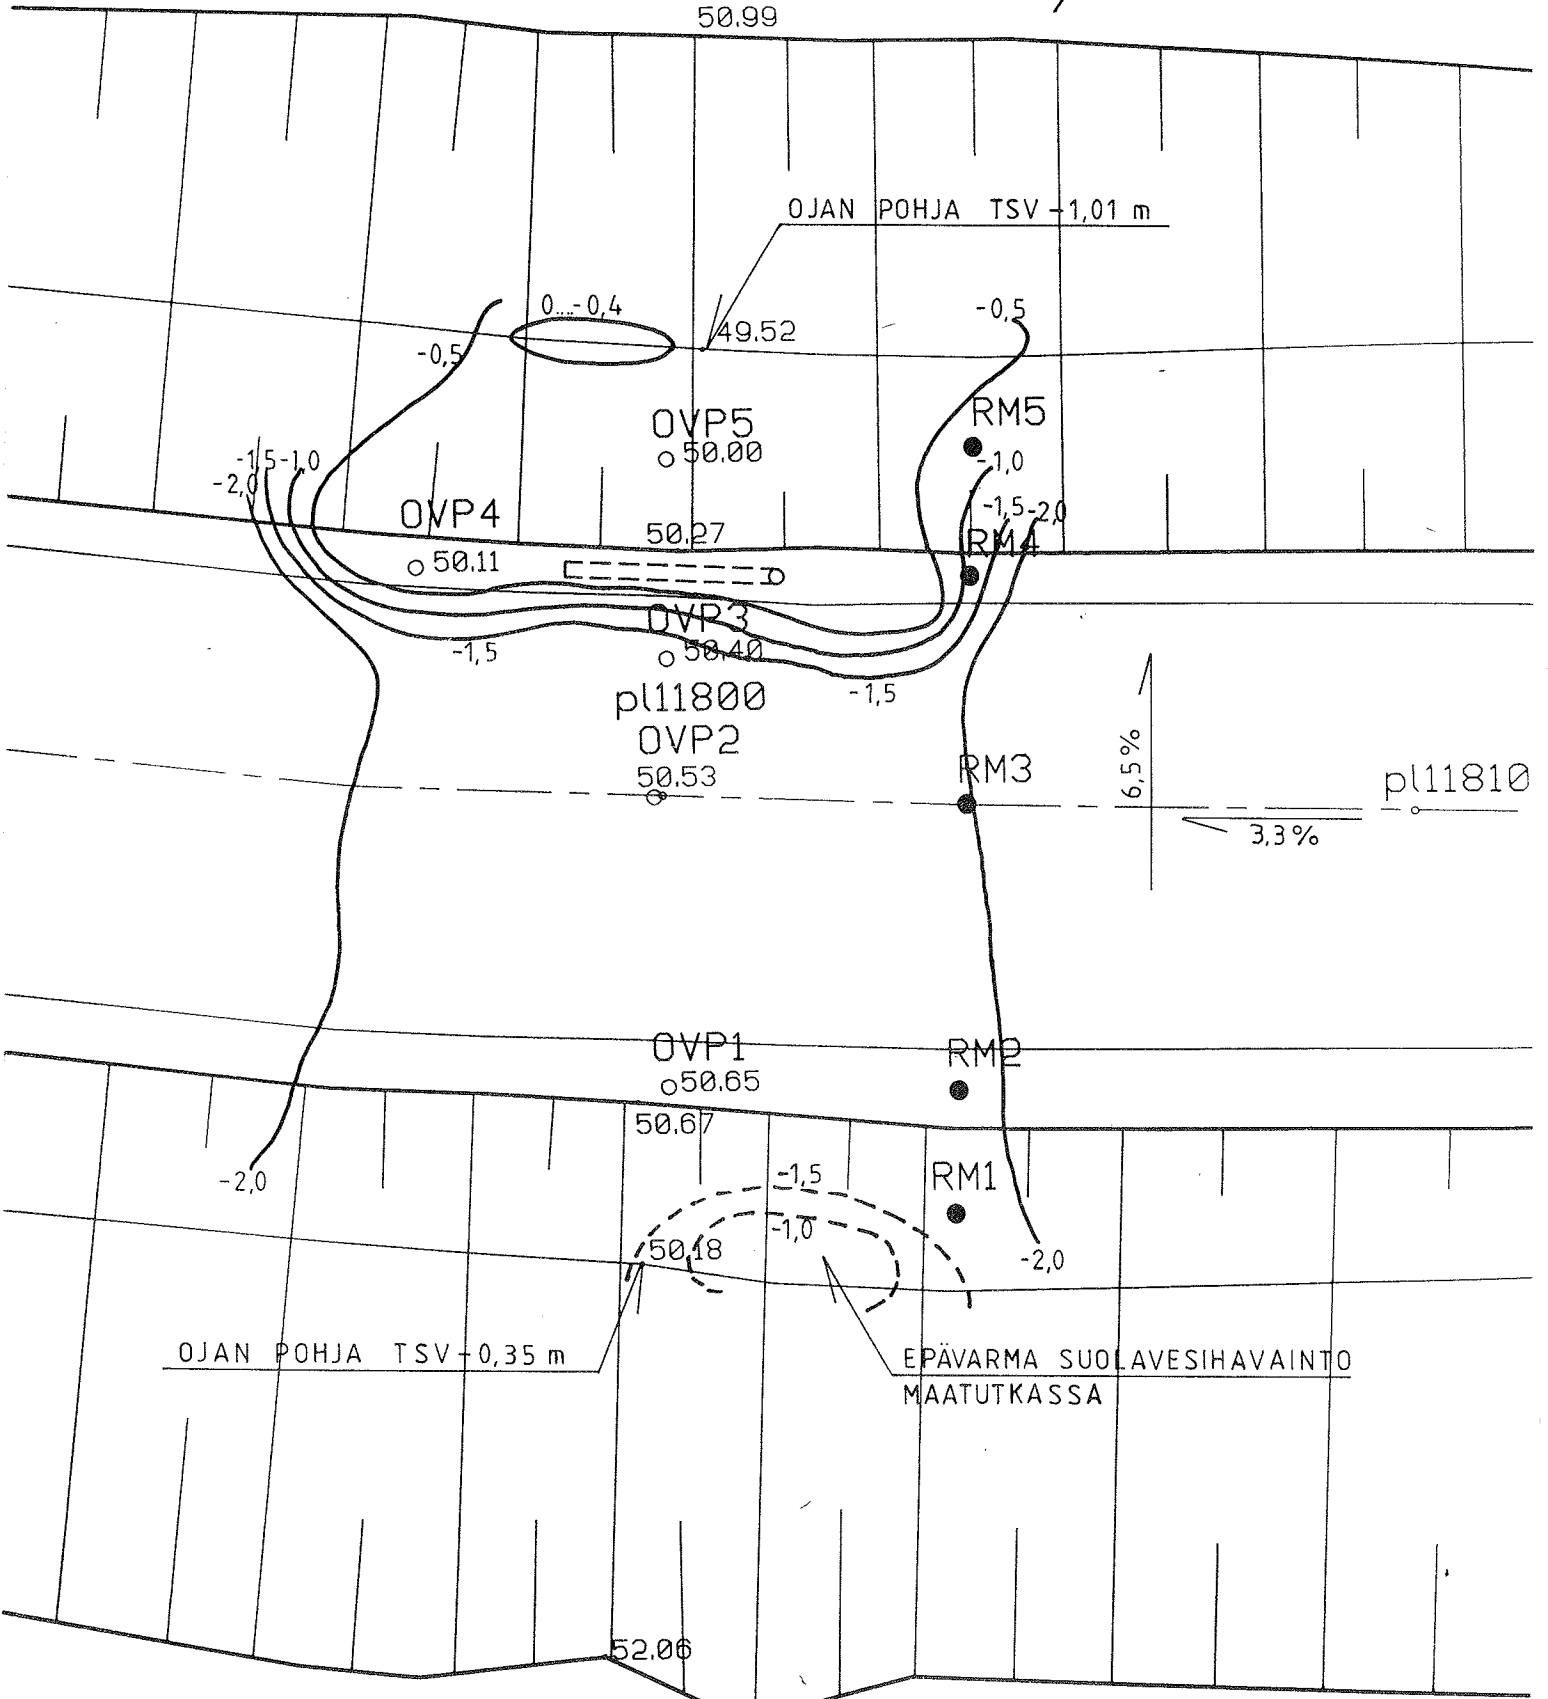 50.99
OJAN POHJA TSV -1,01 m
0...-0,4
-0,5
49.52
-0,5
OVP5
50.00
RM5
-1,0
-1,5 -1,0
-2,0
OVP4
50.11
50.27
-1,5 -2,0
RM4
OVP3
50.40
-1,5
-1,5
pl11800
OVP2
50.53
RM3
6,5%
pl11810
3,3%
OVP1
50.65
RM2
50.67
-2,0
-1,5
RM1
-1,0
50.18
-2,0
OJAN POHJA TSV -0,35 m
EPÄVARMA SUOLAVESIHAVAINTO
MAATUTKASSA
52.06